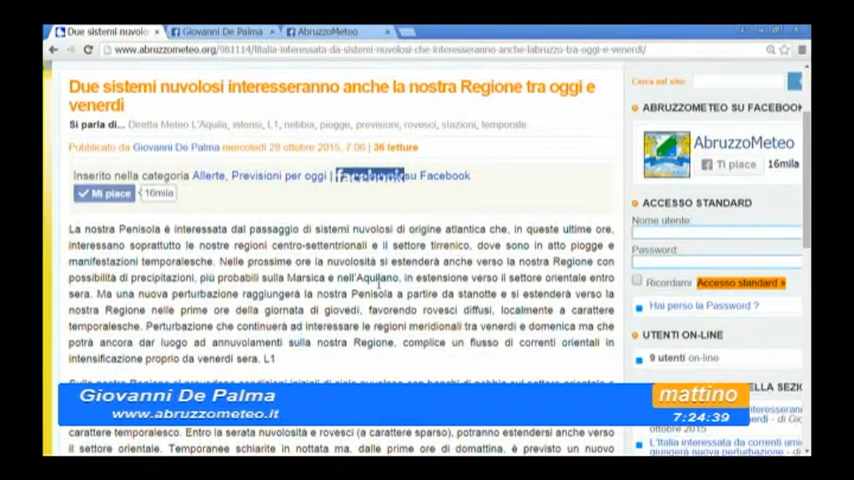 Due sistemi nuvolo
Giovanni De Palma
AbruzzoMeteo
www.abruzzometeo.org/981114/litalia-interessata-da-sistemi-nuvolosi-che-interesseranno-anche-labruzzo-tra-oggi-e-venerdi/
Due sistemi nuvolosi interesseranno anche la nostra Regione tra oggi e
venerdì
Si parla di... Diretta Meteo L'Aquila, intensi, L1, nebbia, piogge, previsioni, rovesci, stazioni, temporale
Pubblicato da Giovanni De Palma mercoledì 28 ottobre 2015, 7.06 | 36 letture
Inserito nella categoria Allerte, Previsioni per oggi | facebook su Facebook
Mi piace 16mila
La nostra Penisola è interessata dal passaggio di sistemi nuvolosi di origine atlantica che, in queste ultime ore,
interessano soprattutto le nostre regioni centro-settentrionali e il settore tirrenico, dove sono in atto piogge e
manifestazioni temporalesche. Nelle prossime ore la nuvolosità si estenderà anche verso la nostra Regione con
possibilità di precipitazioni, più probabili sulla Marsica e nell'Aquilano, in estensione verso il settore orientale entro
sera. Ma una nuova perturbazione raggiungerà la nostra Penisola a partire da stanotte e si estenderà verso la
nostra Regione nelle prime ore della giornata di giovedì, favorendo rovesci diffusi, localmente a carattere
temporalesche. Perturbazione che continuerà ad interessare le regioni meridionali tra venerdì e domenica ma che
potrà ancora dar luogo ad annuvolamenti sulla nostra Regione, complice un flusso di correnti orientali in
intensificazione proprio da venerdì sera. L1
carattere temporalesco. Entro la serata nuvolosità e rovesci (a carattere sparso), potranno estendersi anche verso
il settore orientale. Temporanee schiarite in nottata ma, dalle prime ore di domattina, è previsto un nuovo
Cerca nel sito:
ABRUZZOMETEO SU FACEBOOK
AbruzzoMeteo
Ti piace 16mila
ACCESSO STANDARD
Nome utente:
Password:
Ricordami Accesso standard »
Hai perso la Password ?
UTENTI ON-LINE
9 utenti on-line
ELLA SEZIO
interesseranno
ottobre 2015
L'Italia interessata da correnti umi
giungerà nuova perturbazione - di
Giovanni De Palma
www.abruzzometeo.it
mattino
7:24:39